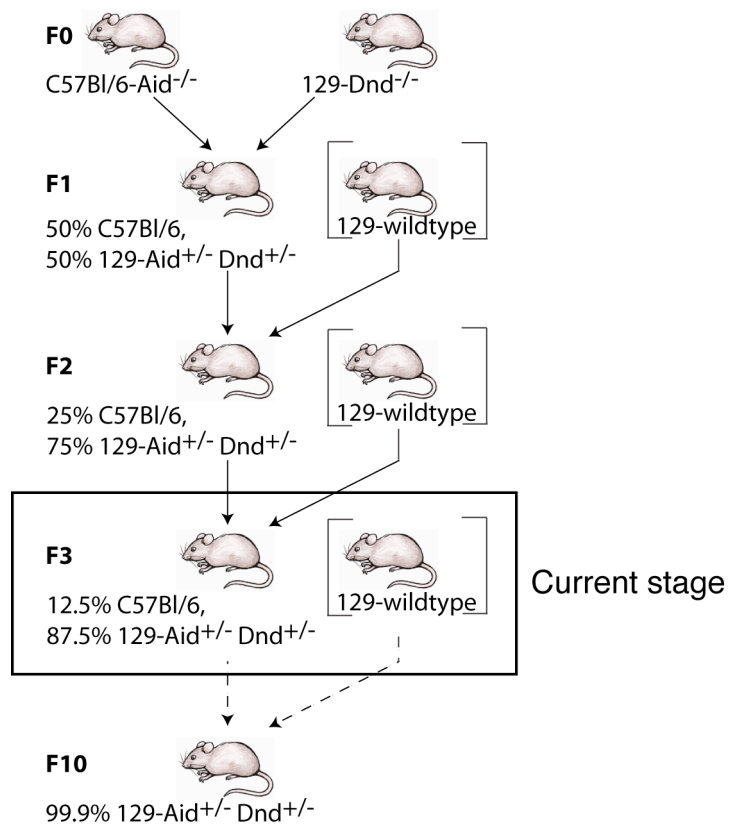 F0
C57Bl/6-Aid-/-
129-Dnd-/-
F1
129-wildtype
50% C57Bl/6,
50% 129-Aid+/- Dnd+/-
F2
129-wildtype
25% C57Bl/6,
75% 129-Aid+/- Dnd+/-
F3
Current stage
129-wildtype
12.5% C57Bl/6,
87.5% 129-Aid+/- Dnd+/-
F10
99.9% 129-Aid+/- Dnd+/-